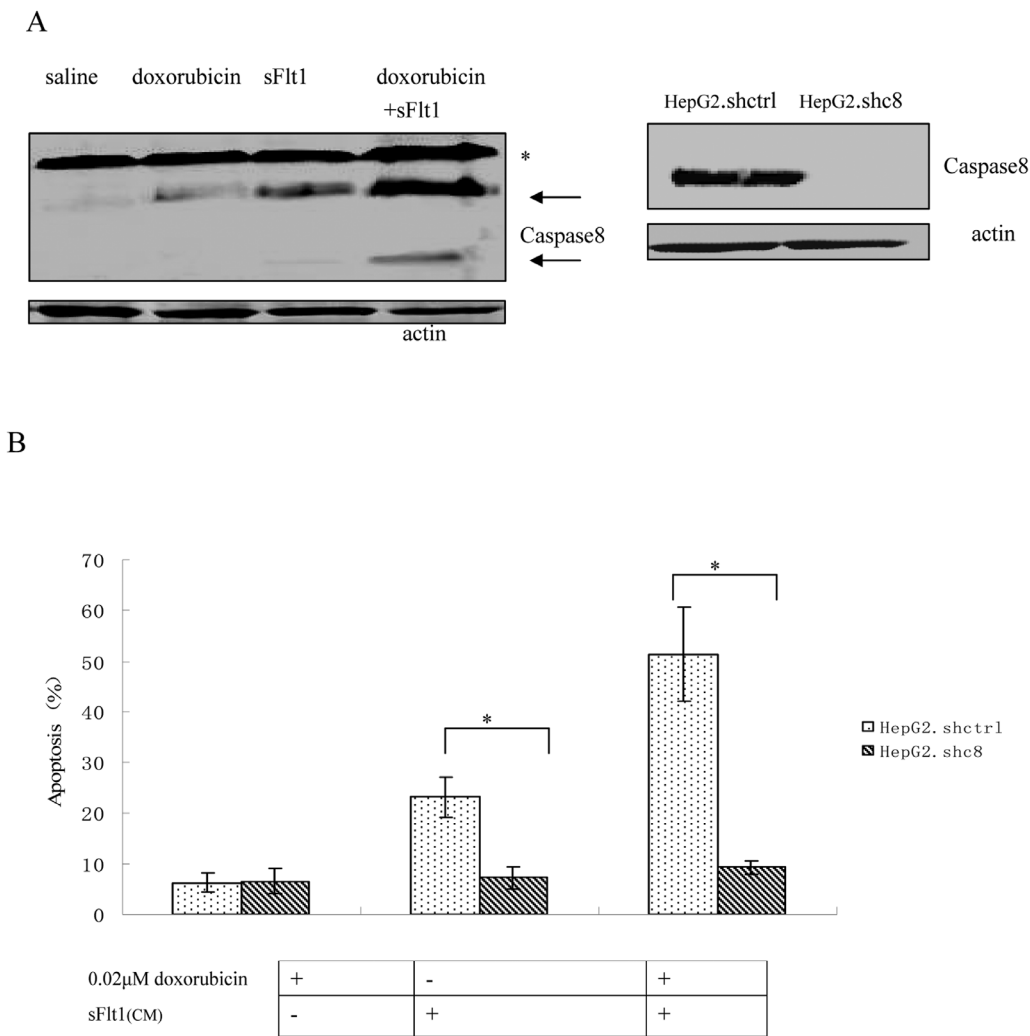 A
saline doxorubicin sFlt1 doxorubicin
+sFlt1
*
Caspase8
actin
HepG2.shctrl HepG2.shc8
Caspase8
actin
B
70
60
50
40
30
20
10
0
Apoptosis (%)
*
*
HepG2.shctrl
HepG2.shc8
0.02μM doxorubicin + - +
sFlt1(CM) - + +